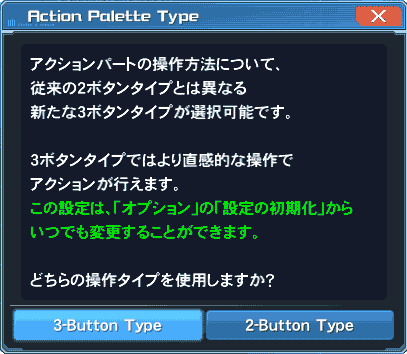 Action Palette Type
アクションパートの操作方法について、
従来の2ボタンタイプとは異なる
新たな3ボタンタイプが選択可能です。
3ボタンタイプではより直感的な操作で
アクションが行えます。
この設定は、「オプション」の「設定の初期化」から
いつでも変更することができます。
どちらの操作タイプを使用しますか?
3-Button Type
2-Button Type